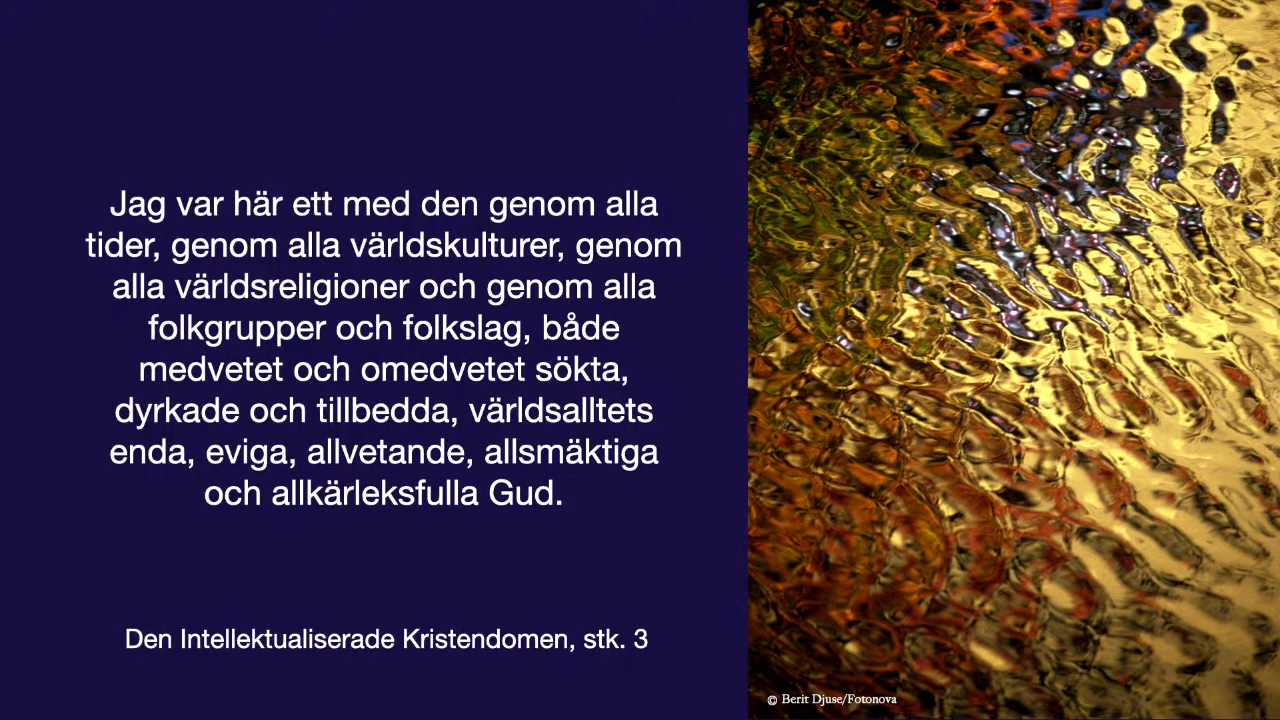 Jag var här ett med den genom alla
tider, genom alla världskulturer, genom
alla världsreligioner och genom alla
folkgrupper och folkslag, både
medvetet och omedvetet sökta,
dyrkade och tillbedda, världsalltets
enda, eviga, allvetande, allsmäktiga
och allkärleksfulla Gud.
Den Intellektualiserade Kristendomen, stk. 3
© Berit Djuse/Fotonova